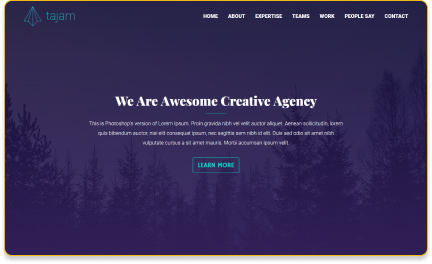 tajam
HOME ABOUT EXPERTISE TEAMS WORK PEOPLE SAY CONTACT
We Are Awesome Creative Agency
This is Photoshop's version of Lorem Ipsum. Proin gravida nibh vel velit auctor aliquet. Aenean sollicitudin, lorem
quis bibendum auctor, nisi elit consequat ipsum, nec sagittis sem nibh id elit. Duis sed odio sit amet nibh
vulputate cursus a sit amet mauris. Morbi accumsan ipsum velit.
LEARN MORE